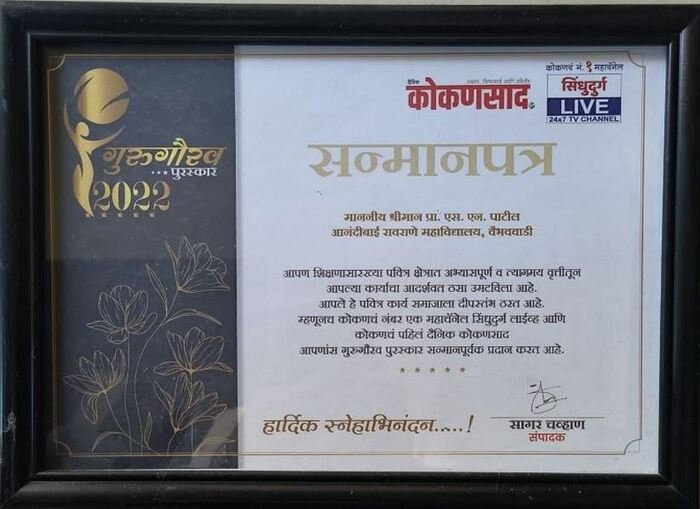 गुरुगौरव
पुरस्कार
2022
कोकणचं नं. १ महाचॅनेल
दैनिक
कोकणसाद
सिंधुदुर्ग
LIVE
24x7 TV CHANNEL
सन्मानपत्र
माननीय श्रीमान प्रा. एस. एन. पाटील
आनंदीबाई रावराणे महाविद्यालय, वैभववाडी
आपण शिक्षणासारख्या पवित्र क्षेत्रात अभ्यासपूर्ण व त्यागमय वृत्तीतून
आपल्या कार्याचा आदर्शवत ठसा उमटविला आहे.
आपले हे पवित्र कार्य समाजाला दीपस्तंभ ठरत आहे.
म्हणूनच कोकणचं नंबर एक महाचॅनेल सिंधुदुर्ग लाईव्ह आणि
कोकणचं पहिलं दैनिक कोकणसाद
आपणांस गुरुगौरव पुरस्कार सन्मानपूर्वक प्रदान करत आहे.
हार्दिक स्नेहाभिनंदन.....!
सागर चव्हाण
संपादक